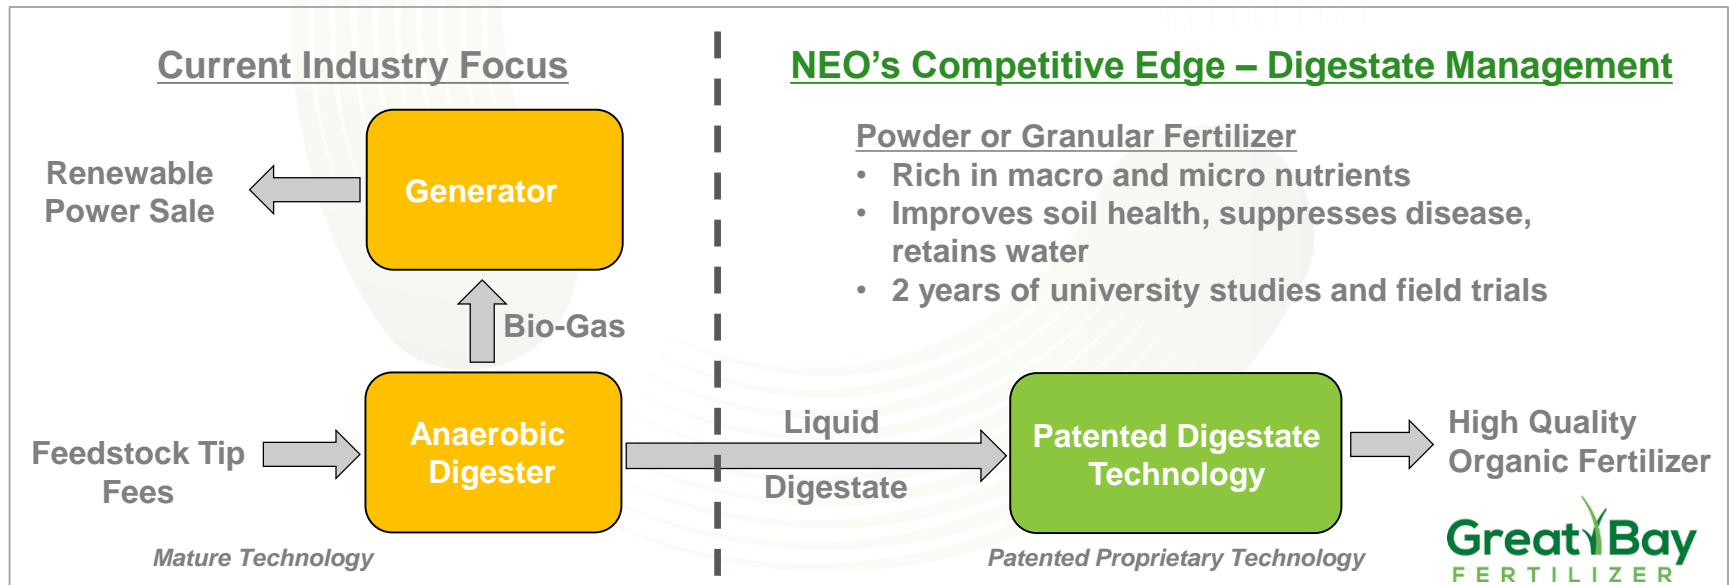 Current Industry Focus
Generator
Renewable
Power Sale
Bio-Gas
Anaerobic
Digester
Feedstock Tip
Fees
Mature Technology
NEO’s Competitive Edge – Digestate Management
Powder or Granular Fertilizer
• Rich in macro and micro nutrients
• Improves soil health, suppresses disease,
retains water
• 2 years of university studies and field trials
Liquid
Digestate
Patented Digestate
Technology
High Quality
Organic Fertilizer
Patented Proprietary Technology
Great Bay
FERTILIZER